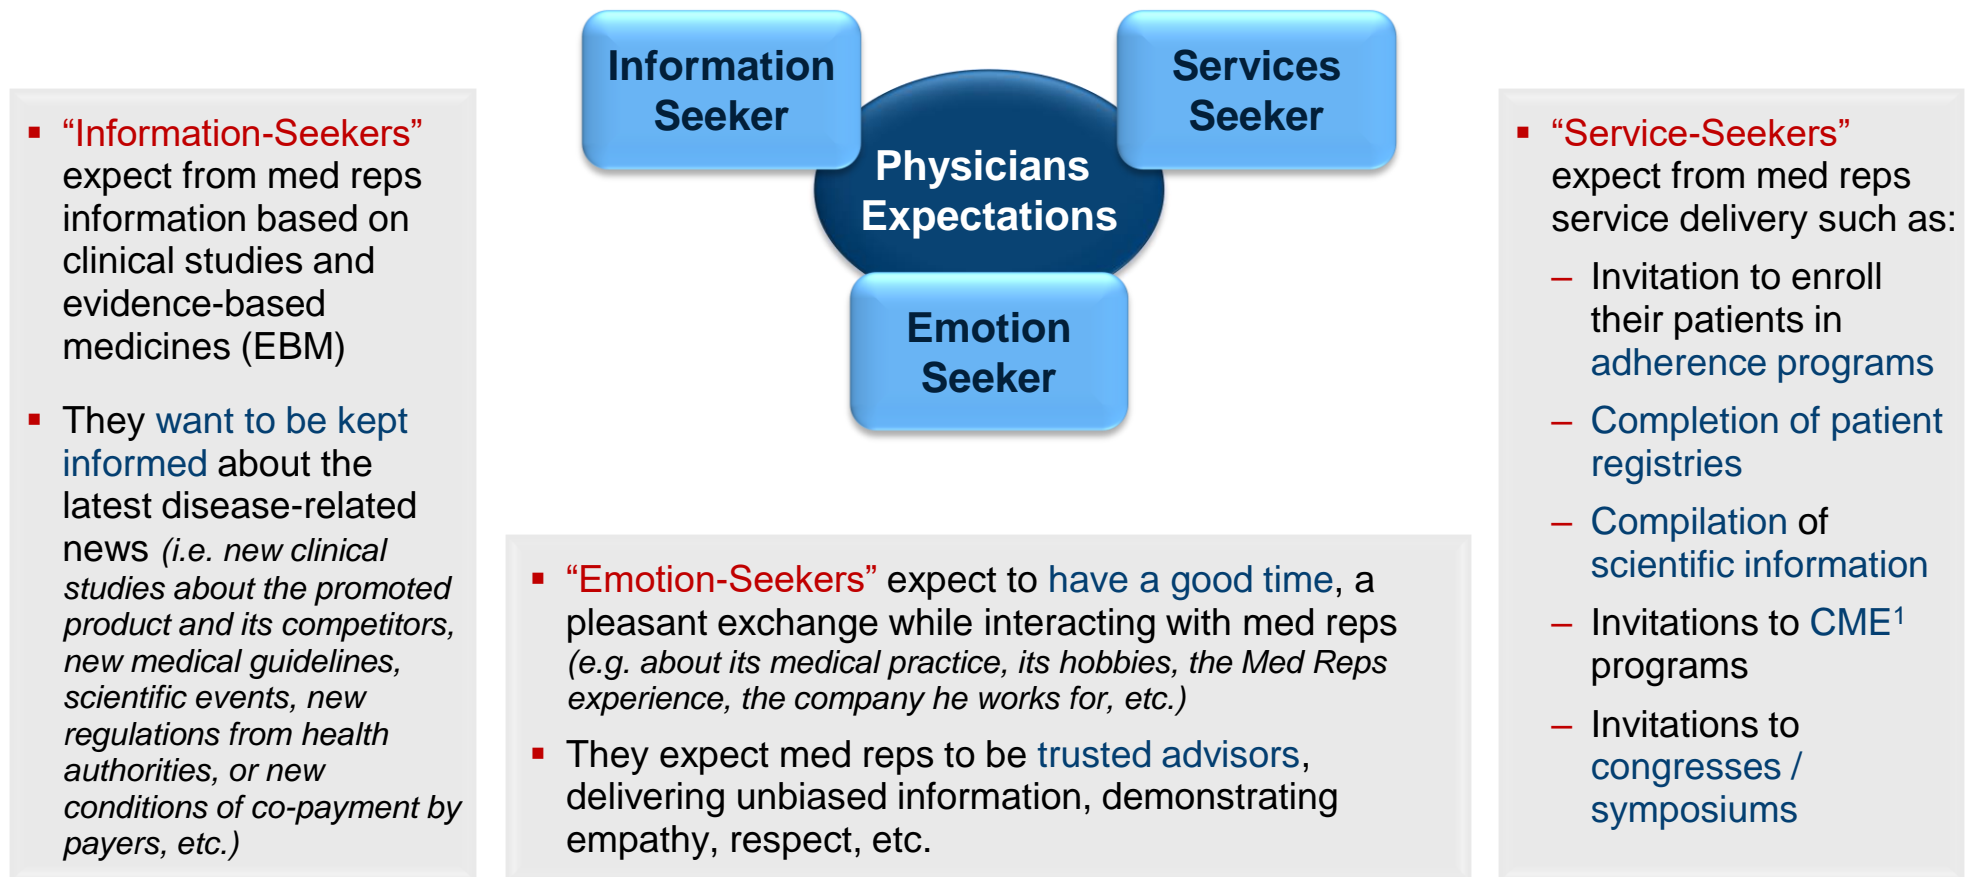 Information
Seeker
Services
Seeker
Physicians
Expectations
Emotion
Seeker
▪ “Information-Seekers”
expect from med reps
information based on
clinical studies and
evidence-based
medicines (EBM)
▪ They want to be kept
informed about the
latest disease-related
news (i.e. new clinical
studies about the promoted
product and its competitors,
new medical guidelines,
scientific events, new
regulations from health
authorities, or new
conditions of co-payment by
payers, etc.)
▪ “Emotion-Seekers” expect to have a good time, a
pleasant exchange while interacting with med reps
(e.g. about its medical practice, its hobbies, the Med Reps
experience, the company he works for, etc.)
▪ They expect med reps to be trusted advisors,
delivering unbiased information, demonstrating
empathy, respect, etc.
▪ “Service-Seekers”
expect from med reps
service delivery such as:
– Invitation to enroll
their patients in
adherence programs
– Completion of patient
registries
– Compilation of
scientific information
– Invitations to CME¹
programs
– Invitations to
congresses /
symposiums